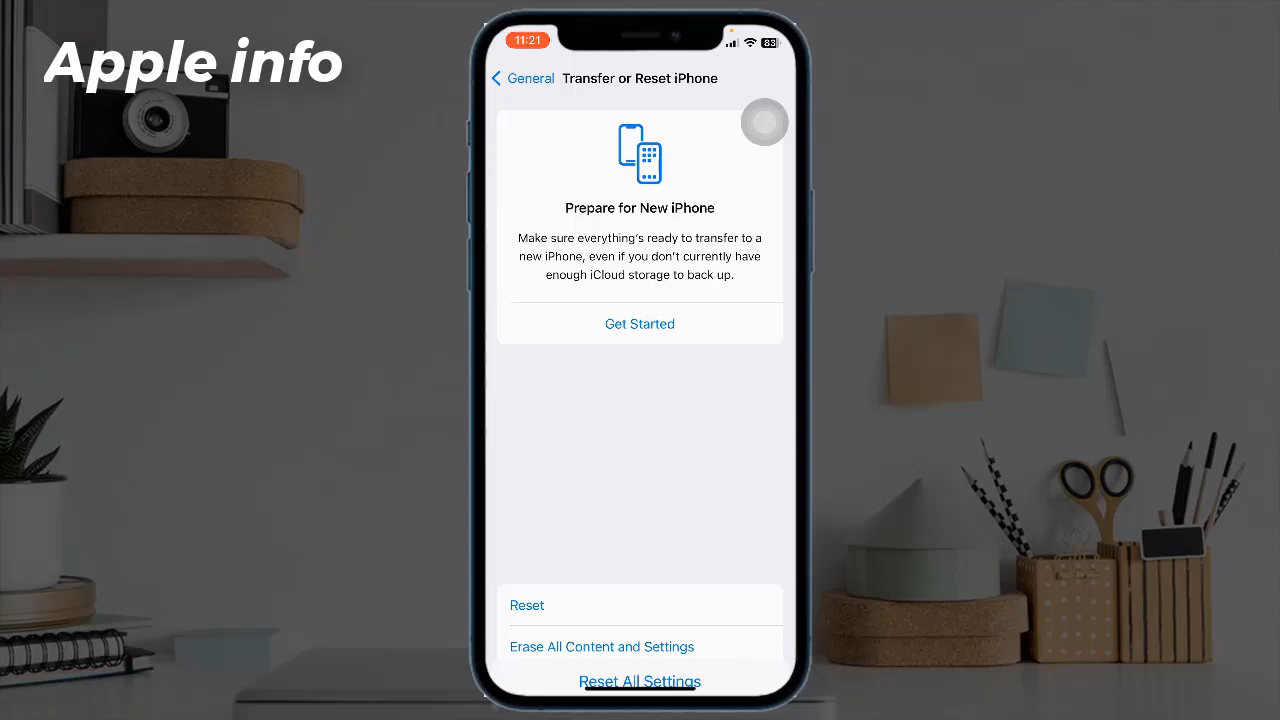 Apple info
11:21
83
General Transfer or Reset iPhone
Prepare for New iPhone
Make sure everything's ready to transfer to a
new iPhone, even if you don't currently have
enough iCloud storage to back up.
Get Started
Reset
Erase All Content and Settings
Reset All Settings